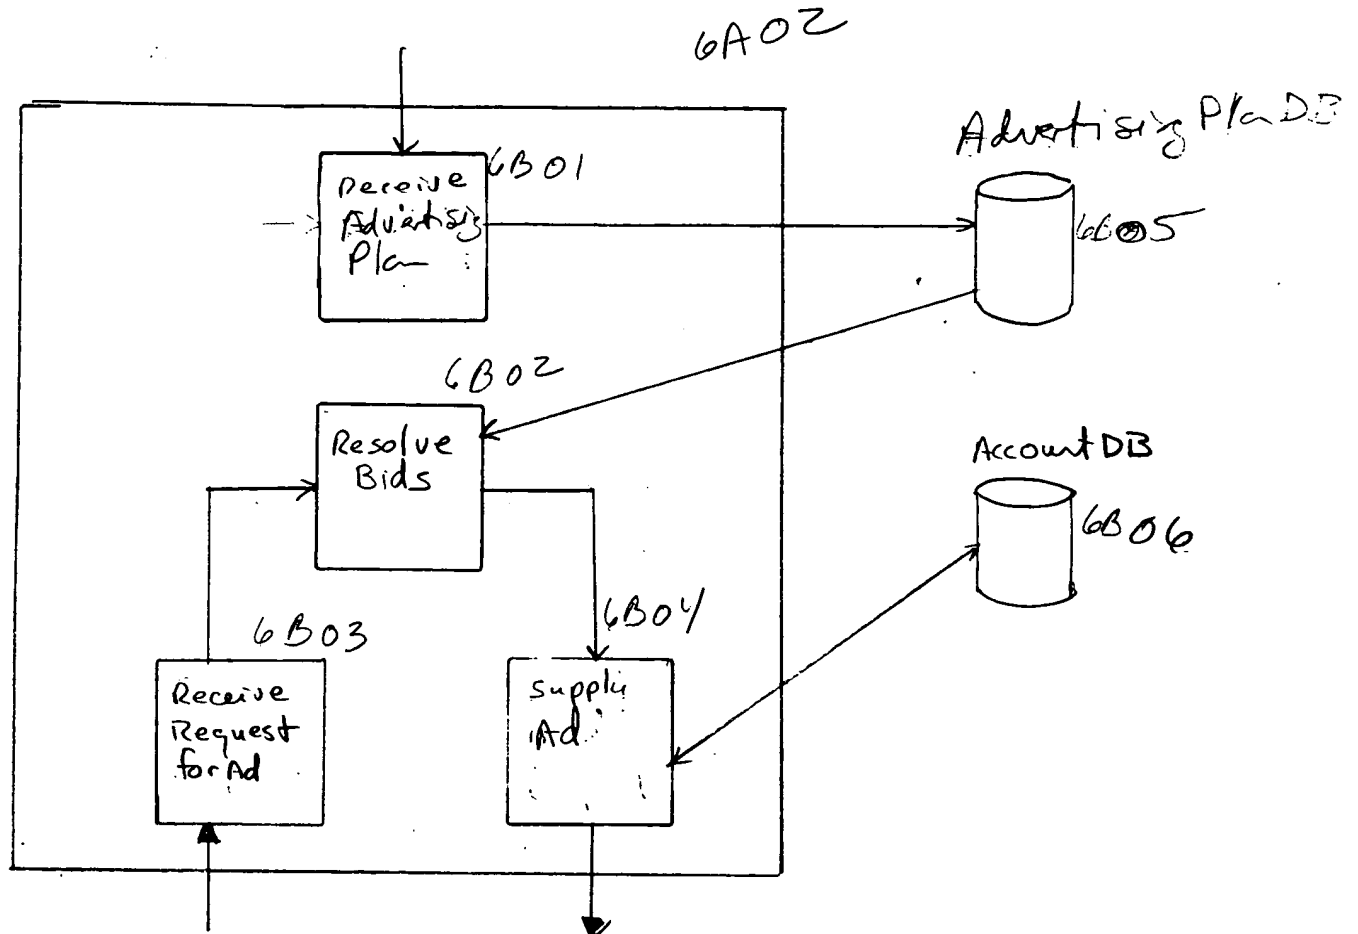 6A02
Advertising Plan DB
6B01
Receive
Advertising
Plan
6B05
6B02
Resolve
Bids
Account DB
6B06
6B03
6B04
Receive
Request
for Ad
Supply
Ad